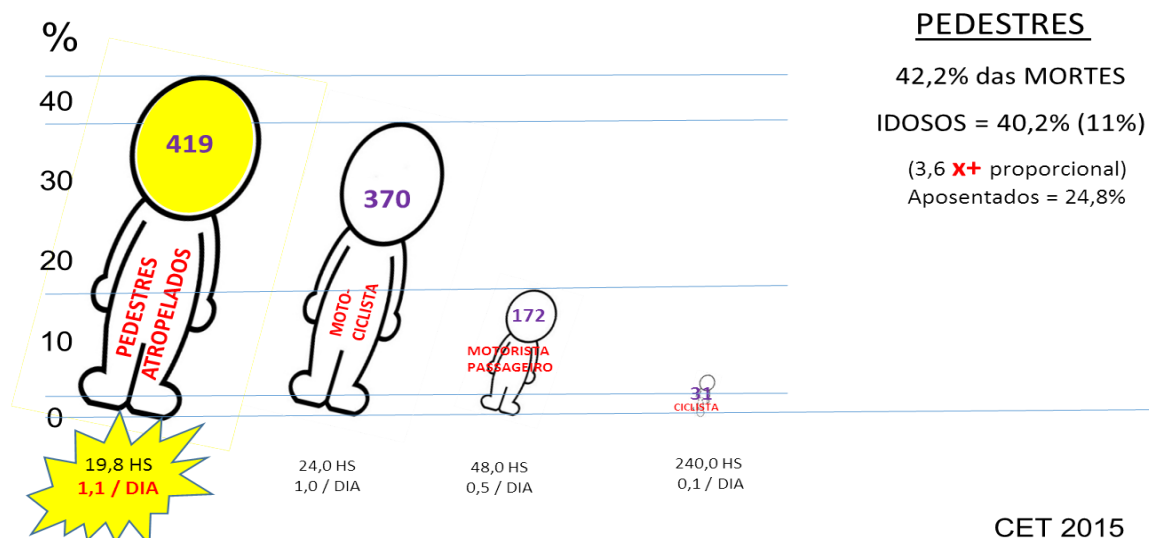 %
40
30
20
10
0
419
PEDESTRES
ATROPELADOS
19,8 HS
1,1 / DIA
370
MOTO-
CICLISTA
24,0 HS
1,0 / DIA
172
MOTORISTA
PASSAGEIRO
48,0 HS
0,5 / DIA
31
CICLISTA
240,0 HS
0,1 / DIA
PEDESTRES
42,2% das MORTES
IDOSOS = 40,2% (11%)
(3,6 x+ proporcional)
Aposentados = 24,8%
CET 2015